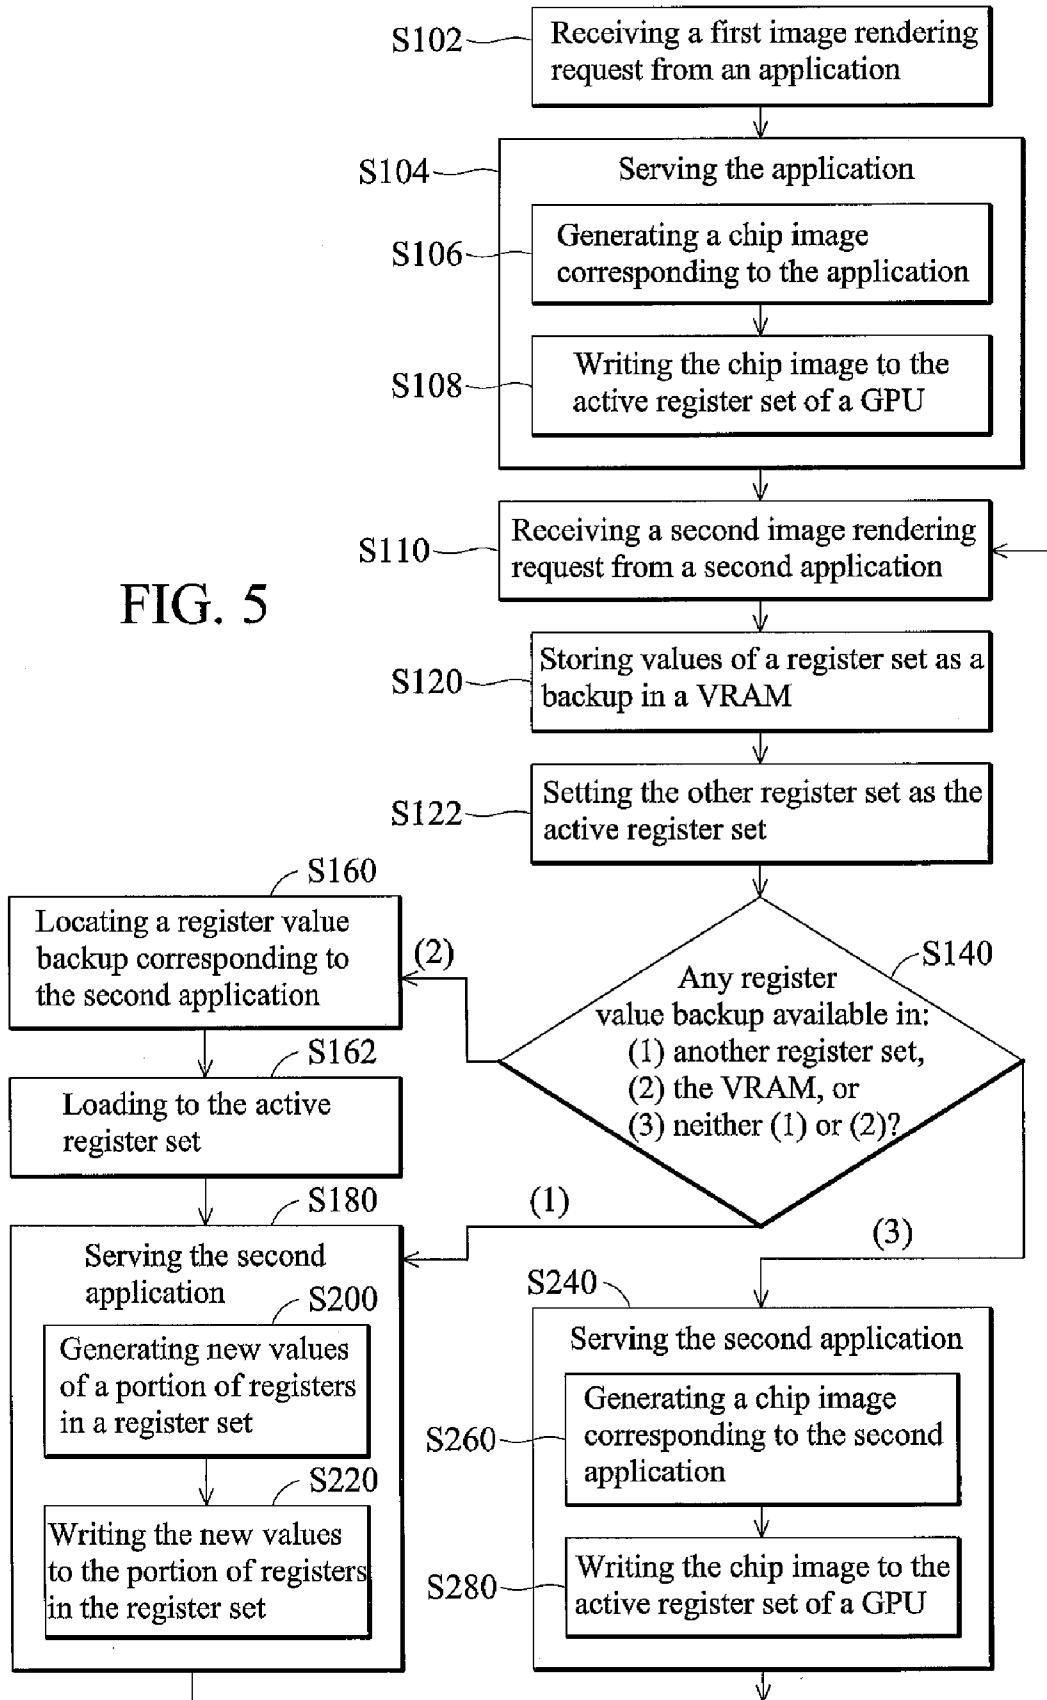 S102
Receiving a first image rendering
request from an application
S104
Serving the application
S106
Generating a chip image
corresponding to the application
S108
Writing the chip image to the
active register set of a GPU
S110
Receiving a second image rendering
request from a second application
FIG. 5
S120
Storing values of a register set as a
backup in a VRAM
S122
Setting the other register set as the
active register set
S160
Locating a register value
backup corresponding to
the second application
(2)
S140
Any register
value backup available in:
(1) another register set,
(2) the VRAM, or
(3) neither (1) or (2)?
S162
Loading to the active
register set
(1)
(3)
S180
Serving the second
application
S200
Generating new values
of a portion of registers
in a register set
S220
Writing the new values
to the portion of registers
in the register set
S240
Serving the second application
S260
Generating a chip image
corresponding to the second
application
S280
Writing the chip image to the
active register set of a GPU